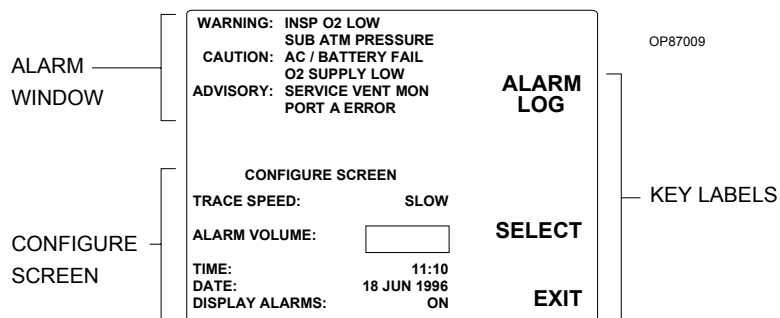 WARNING: INSP O2 LOW
SUB ATM PRESSURE
CAUTION: AC / BATTERY FAIL
O2 SUPPLY LOW
ADVISORY: SERVICE VENT MON
PORT A ERROR
OP87009
ALARM
WINDOW
ALARM
LOG
CONFIGURE SCREEN
TRACE SPEED: SLOW
KEY LABELS
ALARM VOLUME:
SELECT
CONFIGURE
SCREEN
TIME: 11:10
DATE: 18 JUN 1996
DISPLAY ALARMS: ON
EXIT